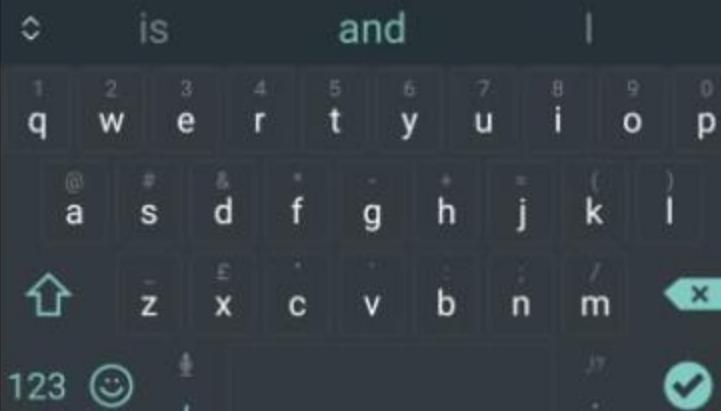 is and I
1 2 3 4 5 6 7 8 9 0
q w e r t y u i o p
@ # & * - + = ( )
a s d f g h j k l
_ £ " ' : ; /
z x c v b n m
!?
123